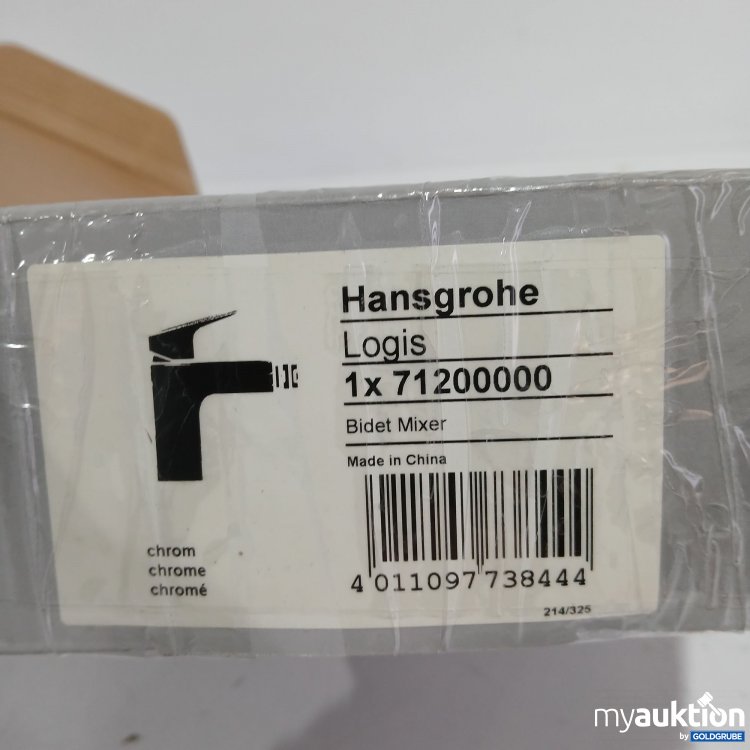 Hansgrohe
Logis
1x 71200000
Bidet Mixer
Made in China
chrom
chrome
chromé
4 011097 738444
214/325
myauktion
by GOLDGRUBE